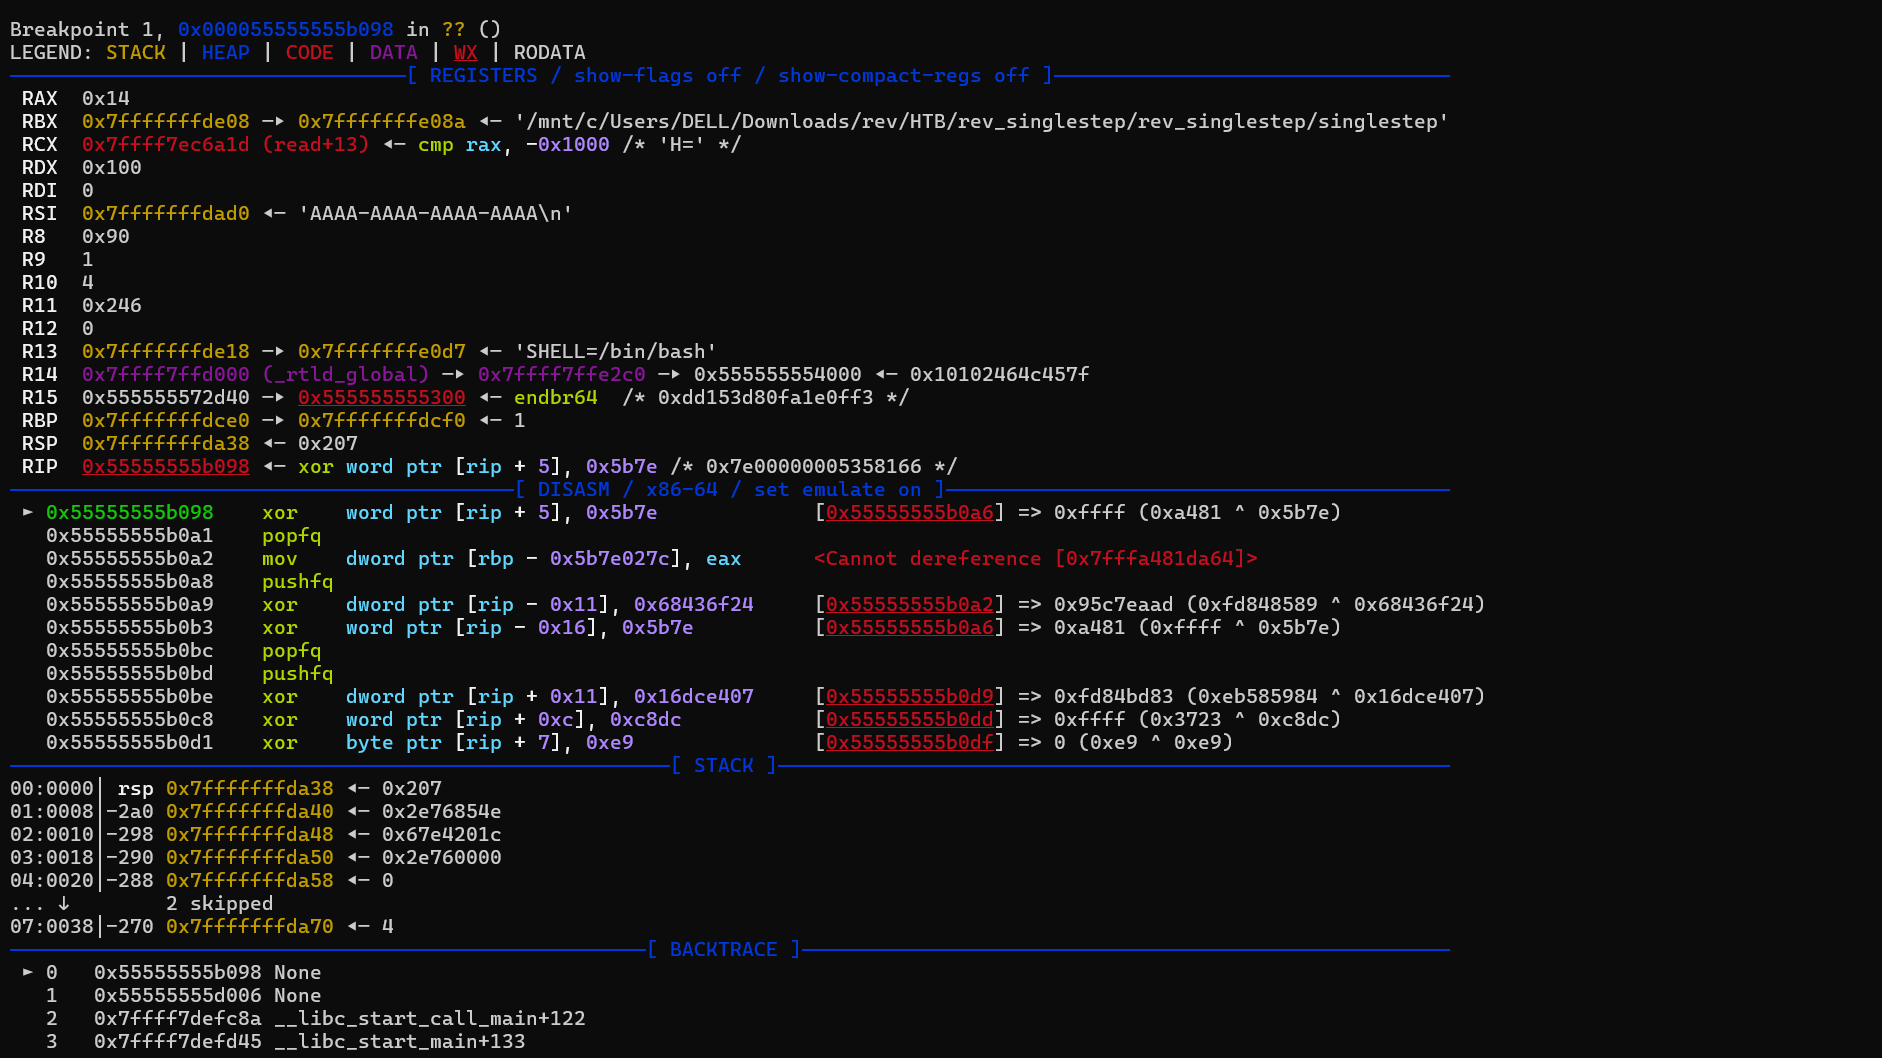 Breakpoint 1, 0x000055555555b098 in ?? ()
LEGEND: STACK | HEAP | CODE | DATA | WX | RODATA
[ REGISTERS / show-flags off / show-compact-regs off ]
RAX  0x14
RBX  0x7fffffffde08 —▸ 0x7fffffffe08a ◂— '/mnt/c/Users/DELL/Downloads/rev/HTB/rev_singlestep/rev_singlestep/singlestep'
RCX  0x7ffff7ec6a1d (read+13) ◂— cmp rax, -0x1000 /* 'H=' */
RDX  0x100
RDI  0
RSI  0x7fffffffdad0 ◂— 'AAAA-AAAA-AAAA-AAAA\n'
R8   0x90
R9   1
R10  4
R11  0x246
R12  0
R13  0x7fffffffde18 —▸ 0x7fffffffe0d7 ◂— 'SHELL=/bin/bash'
R14  0x7ffff7ffd000 (_rtld_global) —▸ 0x7ffff7ffe2c0 —▸ 0x555555554000 ◂— 0x10102464c457f
R15  0x555555572d40 —▸ 0x555555555300 ◂— endbr64  /* 0xdd153d80fa1e0ff3 */
RBP  0x7fffffffdce0 —▸ 0x7fffffffdcf0 ◂— 1
RSP  0x7fffffffda38 ◂— 0x207
RIP  0x55555555b098 ◂— xor word ptr [rip + 5], 0x5b7e /* 0x7e00000005358166 */
[ DISASM / x86-64 / set emulate on ]
► 0x55555555b098    xor    word ptr [rip + 5], 0x5b7e             [0x55555555b0a6] => 0xffff (0xa481 ^ 0x5b7e)
0x55555555b0a1    popfq
0x55555555b0a2    mov    dword ptr [rbp - 0x5b7e027c], eax      <Cannot dereference [0x7fffa481da64]>
0x55555555b0a8    pushfq
0x55555555b0a9    xor    dword ptr [rip - 0x11], 0x68436f24     [0x55555555b0a2] => 0x95c7eaad (0xfd848589 ^ 0x68436f24)
0x55555555b0b3    xor    word ptr [rip - 0x16], 0x5b7e          [0x55555555b0a6] => 0xa481 (0xffff ^ 0x5b7e)
0x55555555b0bc    popfq
0x55555555b0bd    pushfq
0x55555555b0be    xor    dword ptr [rip + 0x11], 0x16dce407     [0x55555555b0d9] => 0xfd84bd83 (0xeb585984 ^ 0x16dce407)
0x55555555b0c8    xor    word ptr [rip + 0xc], 0xc8dc           [0x55555555b0dd] => 0xffff (0x3723 ^ 0xc8dc)
0x55555555b0d1    xor    byte ptr [rip + 7], 0xe9               [0x55555555b0df] => 0 (0xe9 ^ 0xe9)
[ STACK ]
00:0000│ rsp 0x7fffffffda38 ◂— 0x207
01:0008│-2a0 0x7fffffffda40 ◂— 0x2e76854e
02:0010│-298 0x7fffffffda48 ◂— 0x67e4201c
03:0018│-290 0x7fffffffda50 ◂— 0x2e760000
04:0020│-288 0x7fffffffda58 ◂— 0
... ↓        2 skipped
07:0038│-270 0x7fffffffda70 ◂— 4
[ BACKTRACE ]
► 0   0x55555555b098 None
1   0x55555555d006 None
2   0x7ffff7defc8a __libc_start_call_main+122
3   0x7ffff7defd45 __libc_start_main+133